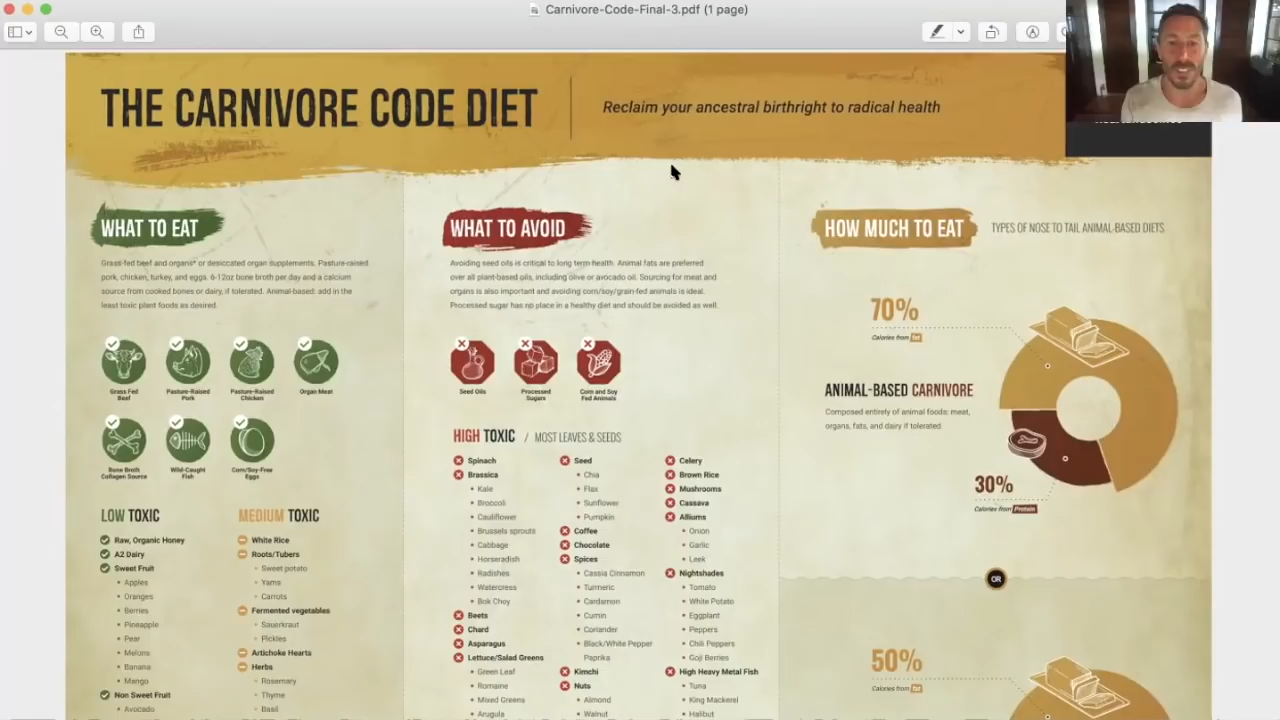 Carnivore-Code-Final-3.pdf (1 page)
THE CARNIVORE CODE DIET
Reclaim your ancestral birthright to radical health
WHAT TO EAT
Grass-fed beef and organs* or desiccated organ supplements. Pasture-raised
pork, chicken, turkey, and eggs. 6-12oz bone broth per day and a calcium
source from cooked bones or dairy, if tolerated. Animal-based: add in the
least toxic plant foods as desired.
Grass Fed
Beef
Pasture-Raised
Pork
Pasture-Raised
Chicken
Organ Meat
Bone Broth
Collagen Source
Wild-Caught
Fish
Corn/Soy-Free
Eggs
LOW TOXIC
Raw, Organic Honey
A2 Dairy
Sweet Fruit
• Apples
• Oranges
• Berries
• Pineapple
• Pear
• Melons
• Banana
• Mango
Non Sweet Fruit
• Avocado
MEDIUM TOXIC
White Rice
Roots/Tubers
• Sweet potato
• Yams
• Carrots
Fermented vegetables
• Sauerkraut
• Pickles
Artichoke Hearts
Herbs
• Rosemary
• Thyme
• Basil
WHAT TO AVOID
Avoiding seed oils is critical to long term health. Animal fats are preferred
over all plant-based oils, including olive or avocado oil. Sourcing for meat and
organs is also important and avoiding corn/soy/grain-fed animals is ideal.
Processed sugar has no place in a healthy diet and should be avoided as well.
Seed Oils
Processed
Sugars
Corn and Soy
Fed Animals
HIGH TOXIC / MOST LEAVES & SEEDS
Spinach
Brassica
• Kale
• Broccoli
• Cauliflower
• Brussels sprouts
• Cabbage
• Horseradish
• Radishes
• Watercress
• Bok Choy
Beets
Chard
Asparagus
Lettuce/Salad Greens
• Green Leaf
• Romaine
• Mixed Greens
• Arugula
Seed
• Chia
• Flax
• Sunflower
• Pumpkin
Coffee
Chocolate
Spices
• Cassia Cinnamon
• Turmeric
• Cardamon
• Cumin
• Coriander
• Black/White Pepper
Paprika
Kimchi
Nuts
• Almond
• Walnut
Celery
Brown Rice
Mushrooms
Cassava
Alliums
• Onion
• Garlic
• Leek
Nightshades
• Tomato
• White Potato
• Eggplant
• Peppers
• Chili Peppers
• Goji Berries
High Heavy Metal Fish
• Tuna
• King Mackerel
• Halibut
HOW MUCH TO EAT
TYPES OF NOSE TO TAIL ANIMAL-BASED DIETS
70%
Calories from fat
ANIMAL-BASED CARNIVORE
Composed entirely of animal foods: meat,
organs, fats, and dairy if tolerated
30%
Calories from Protein
OR
50%
Calories from fat